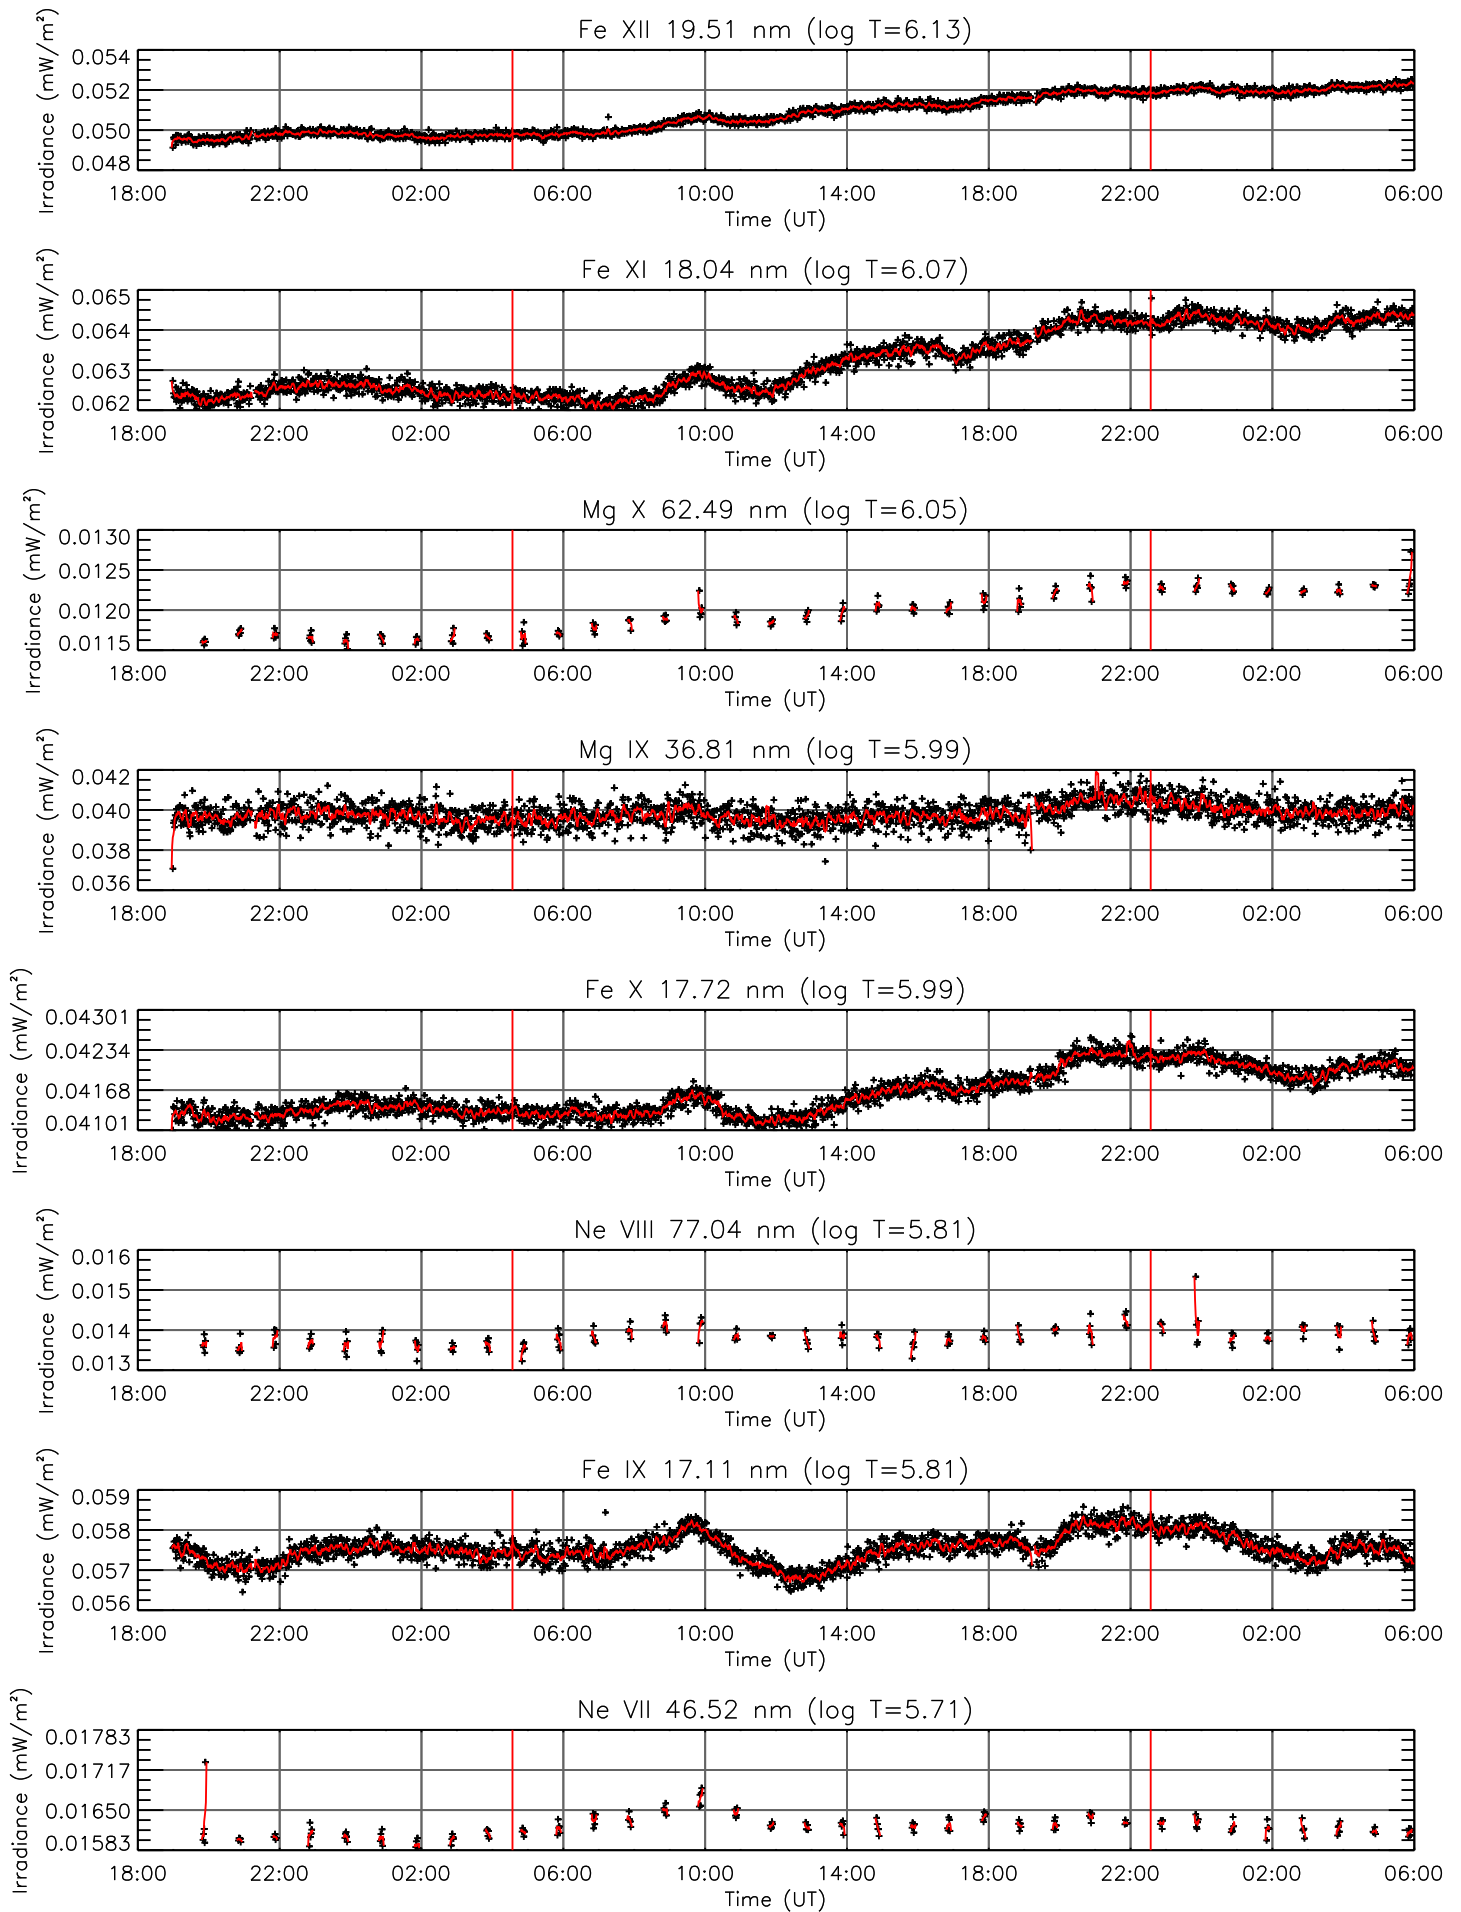 Fe XII 19.51 nm (log T=6.13)
Irradiance (mW/m²)
0.054
0.052
0.050
0.048
18:00 22:00 02:00 06:00 10:00 14:00 18:00 22:00 02:00 06:00
Time (UT)
Fe XI 18.04 nm (log T=6.07)
Irradiance (mW/m²)
0.065
0.064
0.063
0.062
18:00 22:00 02:00 06:00 10:00 14:00 18:00 22:00 02:00 06:00
Time (UT)
Mg X 62.49 nm (log T=6.05)
Irradiance (mW/m²)
0.0130
0.0125
0.0120
0.0115
18:00 22:00 02:00 06:00 10:00 14:00 18:00 22:00 02:00 06:00
Time (UT)
Mg IX 36.81 nm (log T=5.99)
Irradiance (mW/m²)
0.042
0.040
0.038
0.036
18:00 22:00 02:00 06:00 10:00 14:00 18:00 22:00 02:00 06:00
Time (UT)
Fe X 17.72 nm (log T=5.99)
Irradiance (mW/m²)
0.04301
0.04234
0.04168
0.04101
18:00 22:00 02:00 06:00 10:00 14:00 18:00 22:00 02:00 06:00
Time (UT)
Ne VIII 77.04 nm (log T=5.81)
Irradiance (mW/m²)
0.016
0.015
0.014
0.013
18:00 22:00 02:00 06:00 10:00 14:00 18:00 22:00 02:00 06:00
Time (UT)
Fe IX 17.11 nm (log T=5.81)
Irradiance (mW/m²)
0.059
0.058
0.057
0.056
18:00 22:00 02:00 06:00 10:00 14:00 18:00 22:00 02:00 06:00
Time (UT)
Ne VII 46.52 nm (log T=5.71)
Irradiance (mW/m²)
0.01783
0.01717
0.01650
0.01583
18:00 22:00 02:00 06:00 10:00 14:00 18:00 22:00 02:00 06:00
Time (UT)